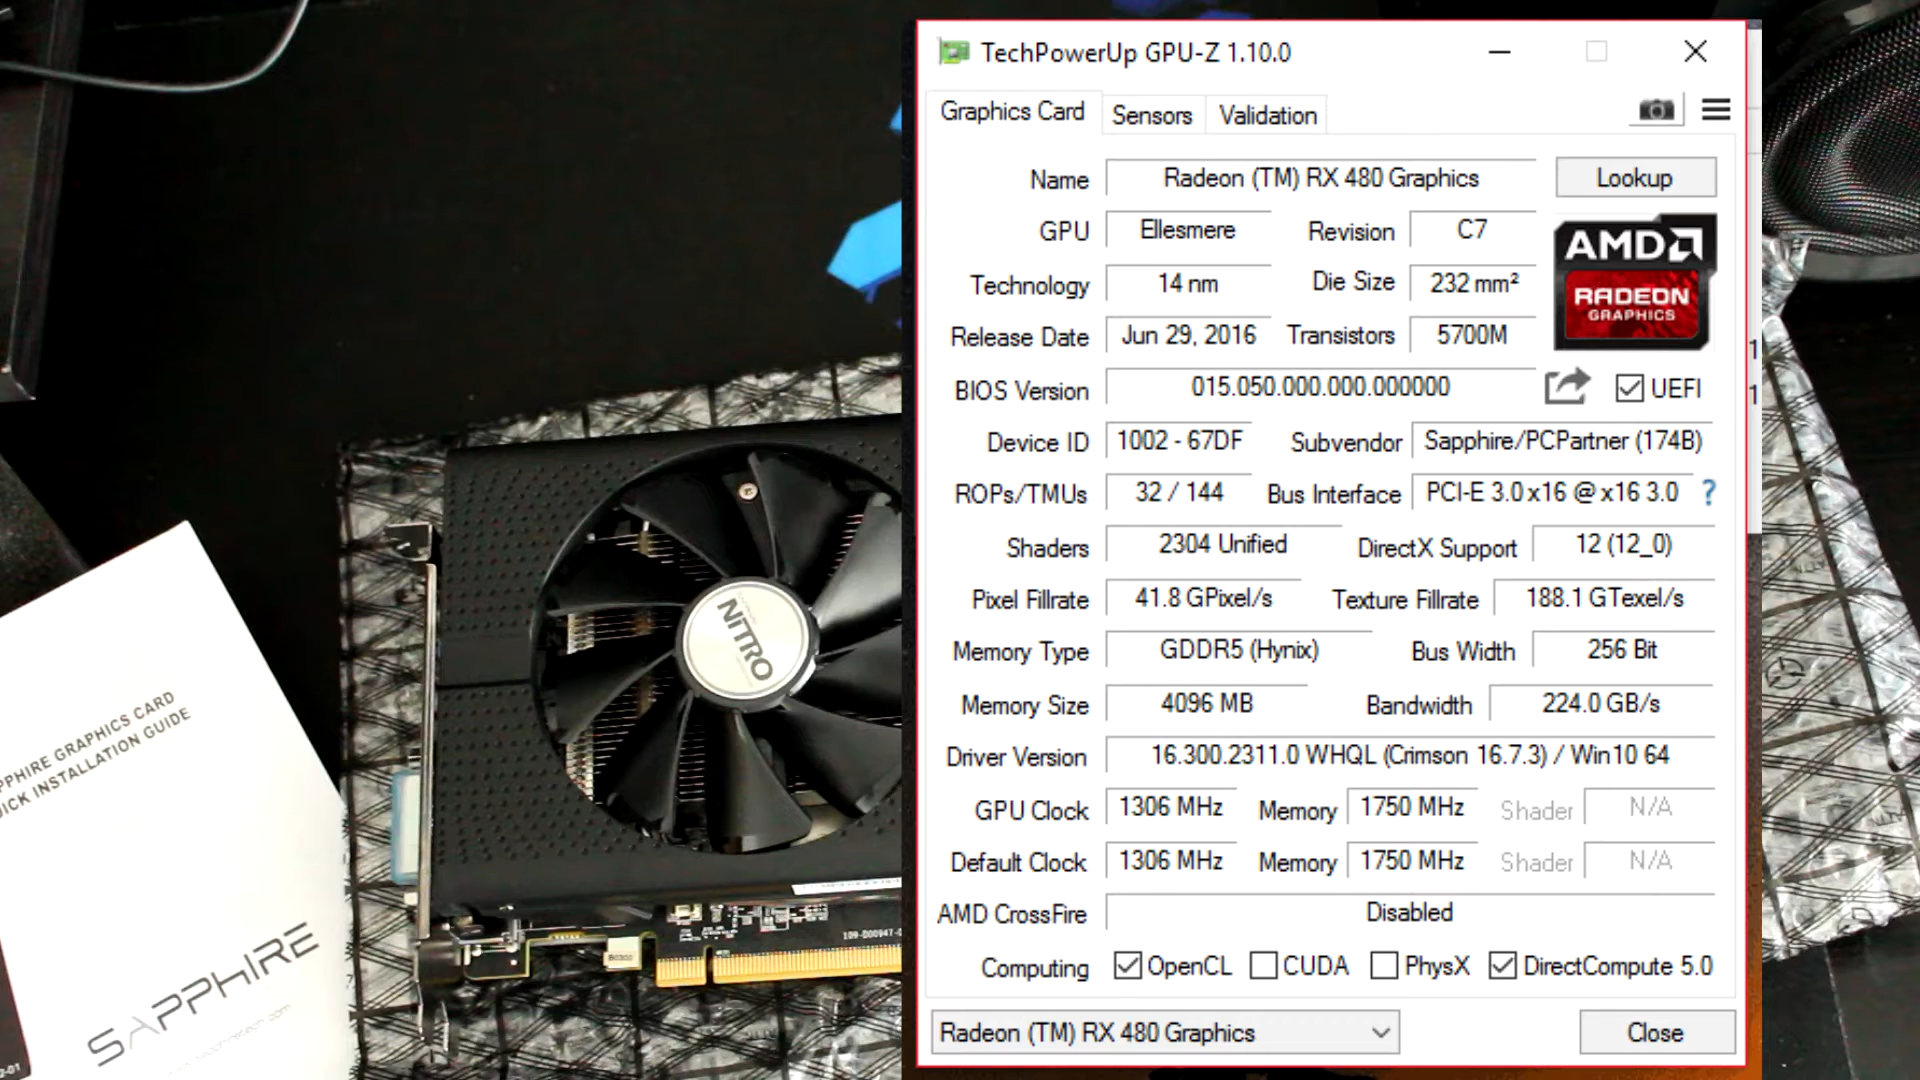 TechPowerUp GPU-Z 1.10.0
Graphics Card Sensors Validation
Name Radeon (TM) RX 480 Graphics Lookup
GPU Ellesmere Revision C7
AMD
RADEON
GRAPHICS
Technology 14 nm Die Size 232 mm²
Release Date Jun 29, 2016 Transistors 5700M
BIOS Version 015.050.000.000.000000 UEFI
Device ID 1002 - 67DF Subvendor Sapphire/PCPartner (174B)
ROPs/TMUs 32 / 144 Bus Interface PCI-E 3.0 x16 @ x16 3.0 ?
Shaders 2304 Unified DirectX Support 12 (12_0)
Pixel Fillrate 41.8 GPixel/s Texture Fillrate 188.1 GTexel/s
Memory Type GDDR5 (Hynix) Bus Width 256 Bit
Memory Size 4096 MB Bandwidth 224.0 GB/s
Driver Version 16.300.2311.0 WHQL (Crimson 16.7.3) / Win10 64
GPU Clock 1306 MHz Memory 1750 MHz Shader N/A
Default Clock 1306 MHz Memory 1750 MHz Shader N/A
AMD CrossFire Disabled
Computing OpenCL CUDA PhysX DirectCompute 5.0
Radeon (TM) RX 480 Graphics Close
1
1
NITRO
PPHIRE GRAPHICS CARD
ICK INSTALLATION GUIDE
SAPPHIRE
109-D00947-